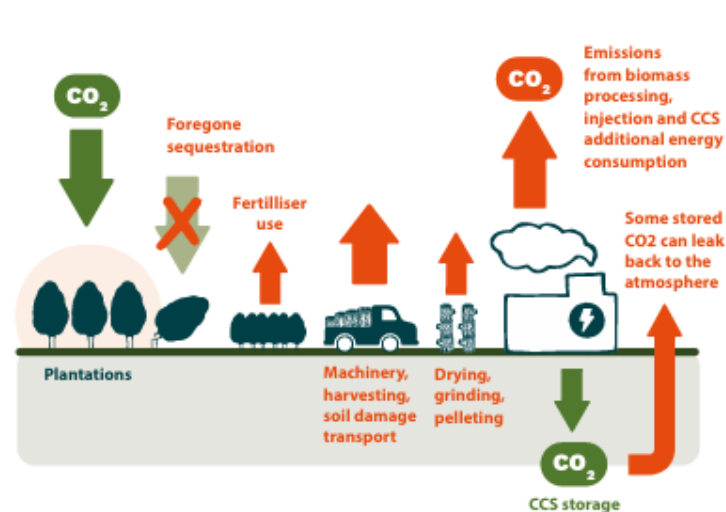 CO2
Foregone
sequestration
Fertilliser
use
CO2
Emissions
from biomass
processing,
injection and CCS
additional energy
consumption
Some stored
CO2 can leak
back to the
atmosphere
Plantations
Machinery,
harvesting,
soil damage
transport
Drying,
grinding,
pelleting
CO2
CCS storage